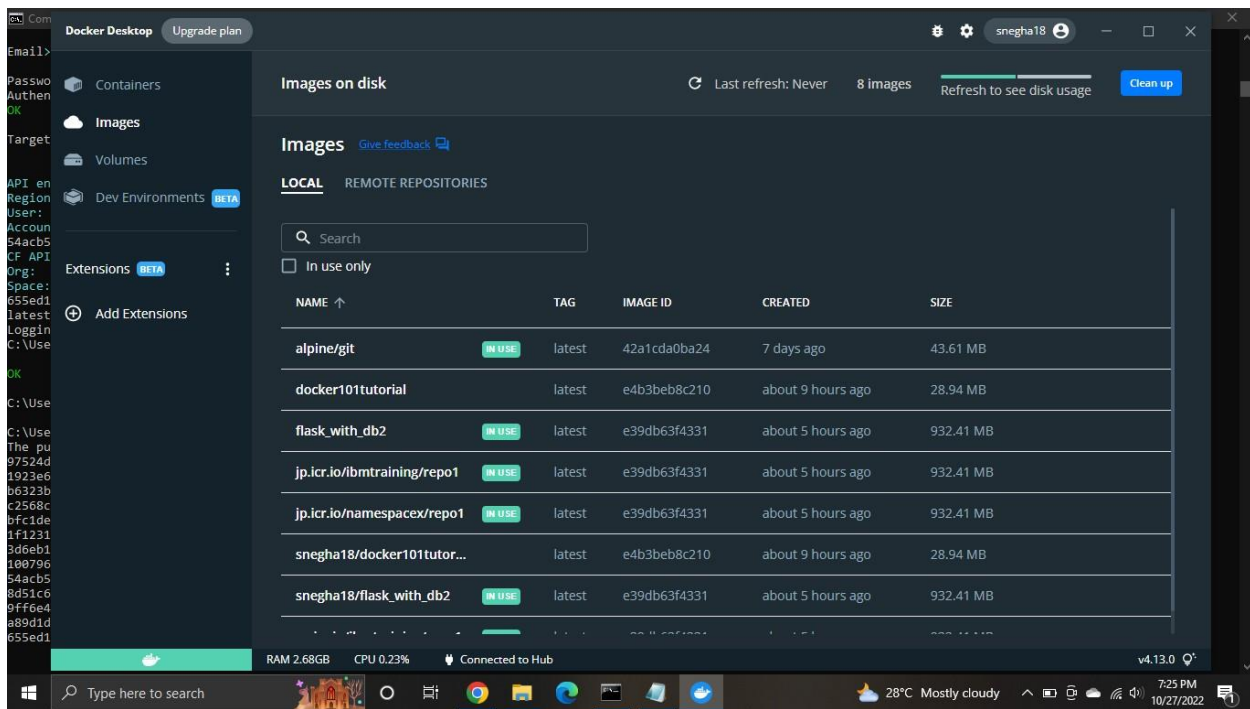 Com
Docker Desktop Upgrade plan snegha18
Email>
Passwo
Authen
OK
Target
API en
Region
User:
Accoun
54acb5
CF API
Org:
Space:
655ed1
latest
Loggin
C:\Use
OK
C:\Use
C:\Use
The pu
97524d
1923e6
b6323b
c2568c
bfc1de
1f1231
3d6eb1
100796
54acb5
8d51c6
9ff6e4
a89d1d
655ed1
Containers
Images
Volumes
Dev Environments BETA
Extensions BETA
Add Extensions
Images on disk Last refresh: Never 8 images Refresh to see disk usage Clean up
Images Give feedback
LOCAL REMOTE REPOSITORIES
Search
In use only
NAME TAG IMAGE ID CREATED SIZE
alpine/git IN USE latest 42a1cda0ba24 7 days ago 43.61 MB
docker101tutorial latest e4b3beb8c210 about 9 hours ago 28.94 MB
flask_with_db2 IN USE latest e39db63f4331 about 5 hours ago 932.41 MB
jp.icr.io/ibmtraining/repo1 IN USE latest e39db63f4331 about 5 hours ago 932.41 MB
jp.icr.io/namespacex/repo1 IN USE latest e39db63f4331 about 5 hours ago 932.41 MB
snegha18/docker101tutor... latest e4b3beb8c210 about 9 hours ago 28.94 MB
snegha18/flask_with_db2 IN USE latest e39db63f4331 about 5 hours ago 932.41 MB
RAM 2.68GB CPU 0.23% Connected to Hub v4.13.0
Type here to search 28°C Mostly cloudy 7:25 PM
10/27/2022 1